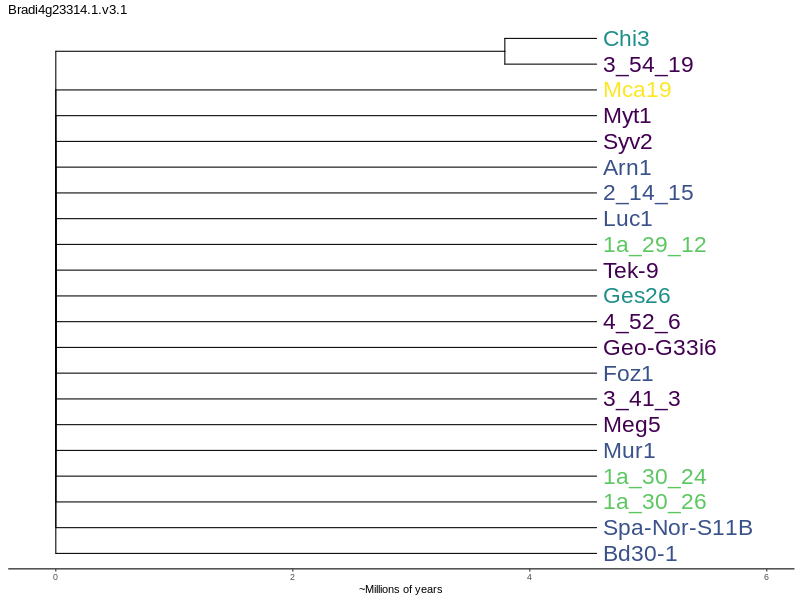 Bradi4g23314.1.v3.1
Chi3
3_54_19
Mca19
Myt1
Syv2
Arn1
2_14_15
Luc1
1a_29_12
Tek-9
Ges26
4_52_6
Geo-G33i6
Foz1
3_41_3
Meg5
Mur1
1a_30_24
1a_30_26
Spa-Nor-S11B
Bd30-1
0 2 4 6
~Millions of years